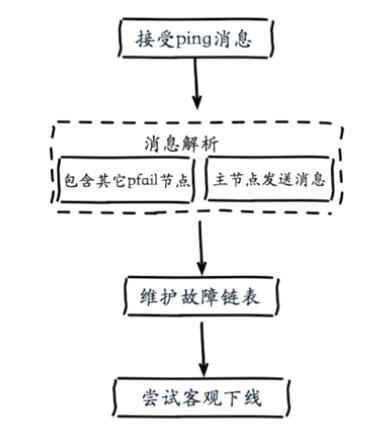 接受ping消息
消息解析
包含其它pfail节点
主节点发送消息
维护故障链表
尝试客观下线